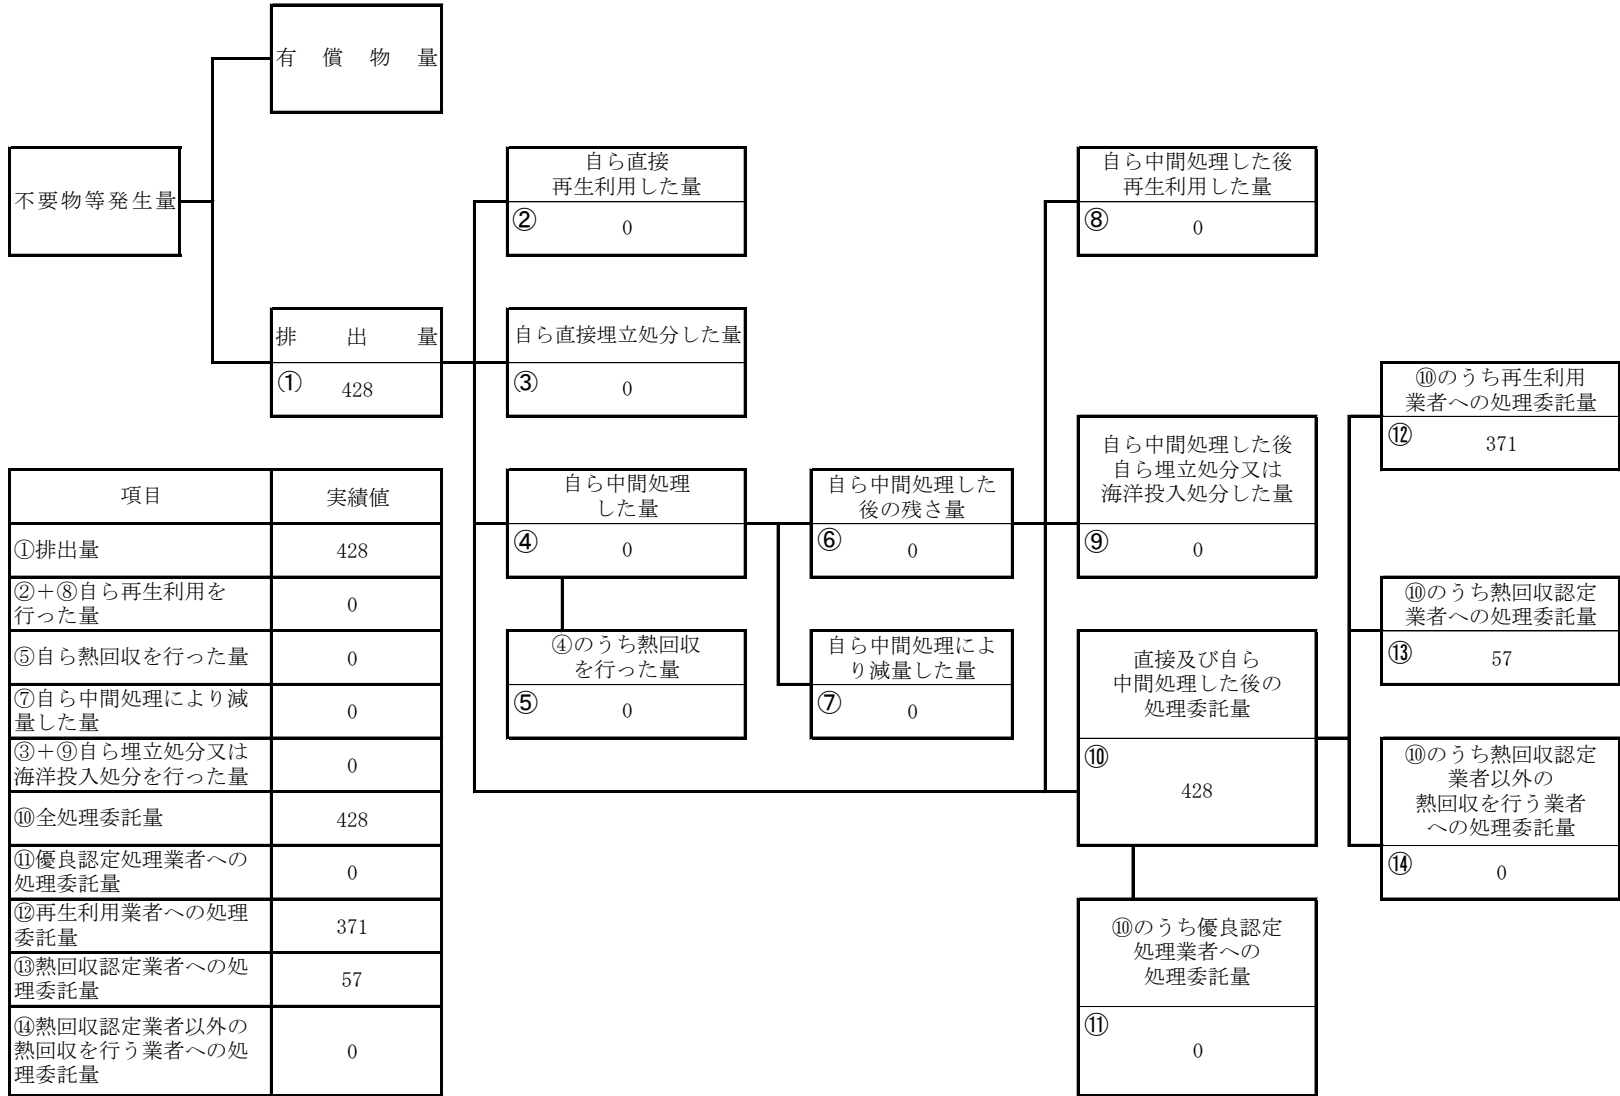 有償物量
不要物等発生量
排出量
① 428
自ら直接
再生利用した量
② 0
自ら直接埋立処分した量
③ 0
自ら中間処理
した量
④ 0
④のうち熱回収
を行った量
⑤ 0
自ら中間処理した
後の残さ量
⑥ 0
自ら中間処理によ
り減量した量
⑦ 0
自ら中間処理した後
再生利用した量
⑧ 0
自ら中間処理した後
自ら埋立処分又は
海洋投入処分した量
⑨ 0
直接及び自ら
中間処理した後の
処理委託量
⑩
428
⑩のうち優良認定
処理業者への
処理委託量
⑪
0
⑩のうち再生利用
業者への処理委託量
⑫ 371
⑩のうち熱回収認定
業者への処理委託量
⑬ 57
⑩のうち熱回収認定
業者以外の
熱回収を行う業者
への処理委託量
⑭ 0
項目 実績値
①排出量 428
②+⑧自ら再生利用を
行った量 0
⑤自ら熱回収を行った量 0
⑦自ら中間処理により減
量した量 0
③+⑨自ら埋立処分又は
海洋投入処分を行った量 0
⑩全処理委託量 428
⑪優良認定処理業者への
処理委託量 0
⑫再生利用業者への処理
委託量 371
⑬熱回収認定業者への処
理委託量 57
⑭熱回収認定業者以外の
熱回収を行う業者への処
理委託量 0